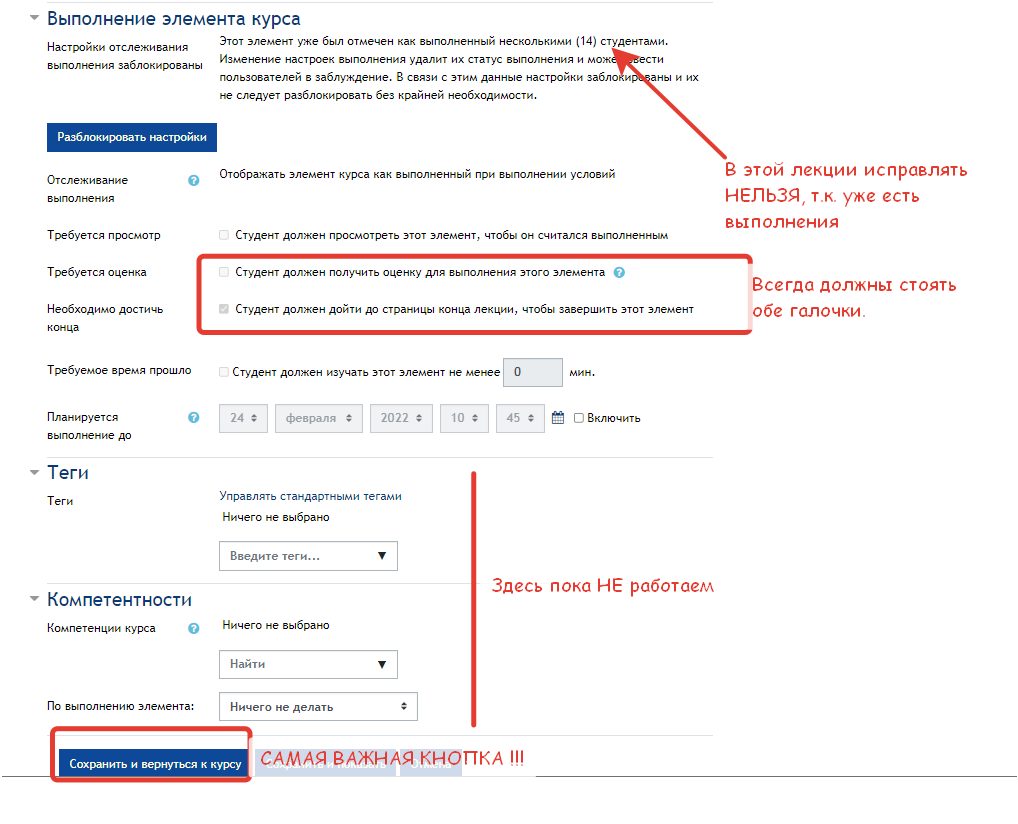 Выполнение элемента курса
Настройки отслеживания
выполнения заблокированы
Этот элемент уже был отмечен как выполненный несколькими (14) студентами.
Изменение настроек выполнения удалит их статус выполнения и может ввести
пользователей в заблуждение. В связи с этим данные настройки заблокированы и их
не следует разблокировать без крайней необходимости.
Разблокировать настройки
В этой лекции исправлять
НЕЛЬЗЯ, т.к. уже есть
выполнения
Отслеживание
выполнения
Отображать элемент курса как выполненный при выполнении условий
Требуется просмотр
Студент должен просмотреть этот элемент, чтобы он считался выполненным
Требуется оценка
Студент должен получить оценку для выполнения этого элемента
Всегда должны стоять
обе галочки.
Необходимо достичь
конца
Студент должен дойти до страницы конца лекции, чтобы завершить этот элемент
Требуемое время прошло
Студент должен изучать этот элемент не менее 0 мин.
Планируется
выполнение до
24 февраля 2022 10 45 Включить
Теги
Теги
Управлять стандартными тегами
Ничего не выбрано
Введите теги...
Здесь пока НЕ работаем
Компетентности
Компетенции курса
Ничего не выбрано
Найти
По выполнению элемента:
Ничего не делать
Сохранить и вернуться к курсу
САМАЯ ВАЖНАЯ КНОПКА !!!